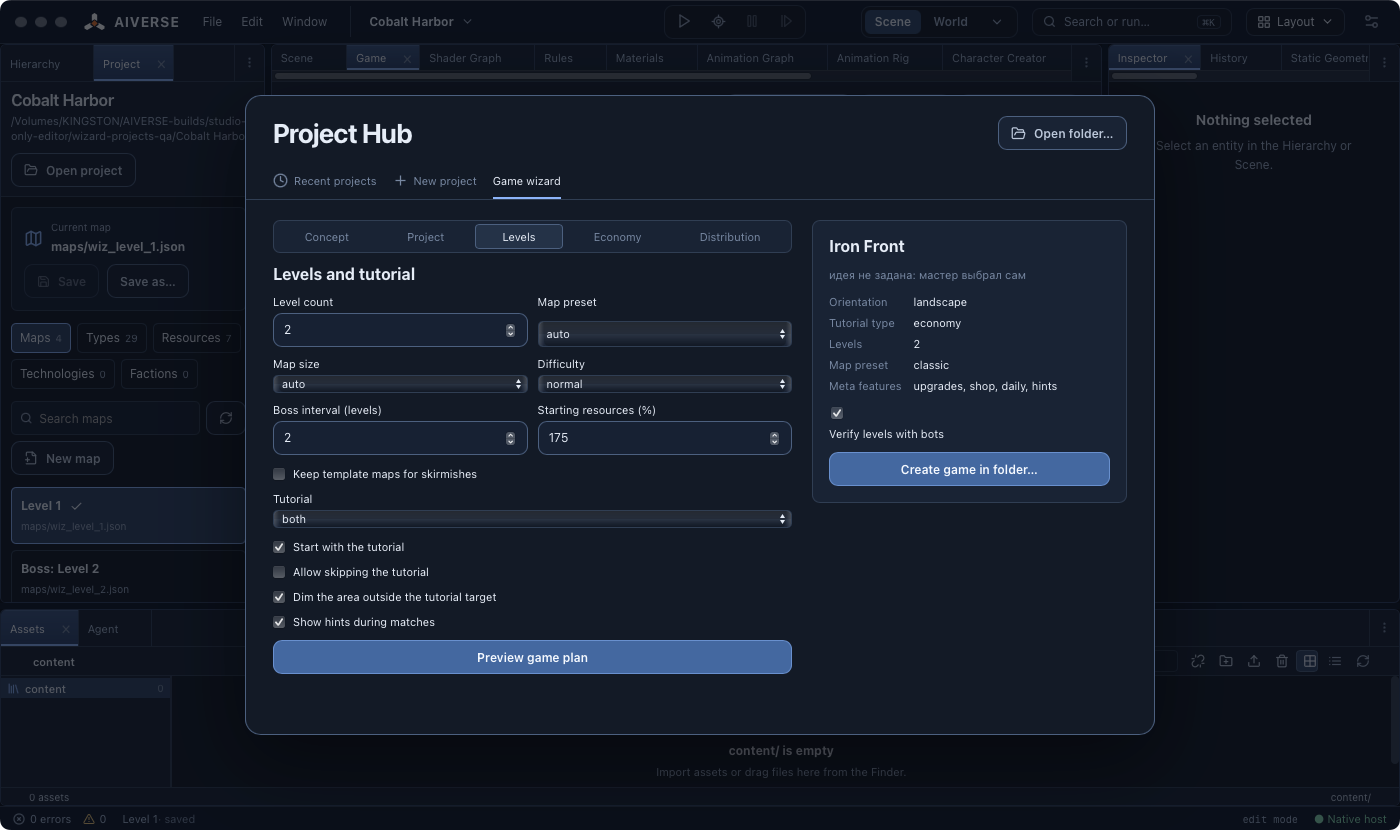 AIVERSE File Edit Window Cobalt Harbor Scene World Search or run... ⌘K Layout
Hierarchy Project Scene Game Shader Graph Rules Materials Animation Graph Animation Rig Character Creator Inspector History Static Geometr
Cobalt Harbor
/Volumes/KINGSTON/AIVERSE-builds/studio-
only-editor/wizard-projects-qa/Cobalt Harbo
Open project
Current map
maps/wiz_level_1.json
Save Save as...
Maps 4 Types 29 Resources 7
Technologies 0 Factions 0
Search maps
New map
Level 1
maps/wiz_level_1.json
Boss: Level 2
maps/wiz_level_2.json
Project Hub
Open folder...
Recent projects New project Game wizard
Concept Project Levels Economy Distribution
Levels and tutorial
Level count Map preset
2 auto
Map size Difficulty
auto normal
Boss interval (levels) Starting resources (%)
2 175
Keep template maps for skirmishes
Tutorial
both
Start with the tutorial
Allow skipping the tutorial
Dim the area outside the tutorial target
Show hints during matches
Preview game plan
Iron Front
идея не задана: мастер выбрал сам
Orientation landscape
Tutorial type economy
Levels 2
Map preset classic
Meta features upgrades, shop, daily, hints
Verify levels with bots
Create game in folder...
Nothing selected
Select an entity in the Hierarchy or
Scene.
Assets Agent
content
content 0
content/ is empty
Import assets or drag files here from the Finder.
0 assets content/
0 errors 0 Level 1 · saved edit mode Native host